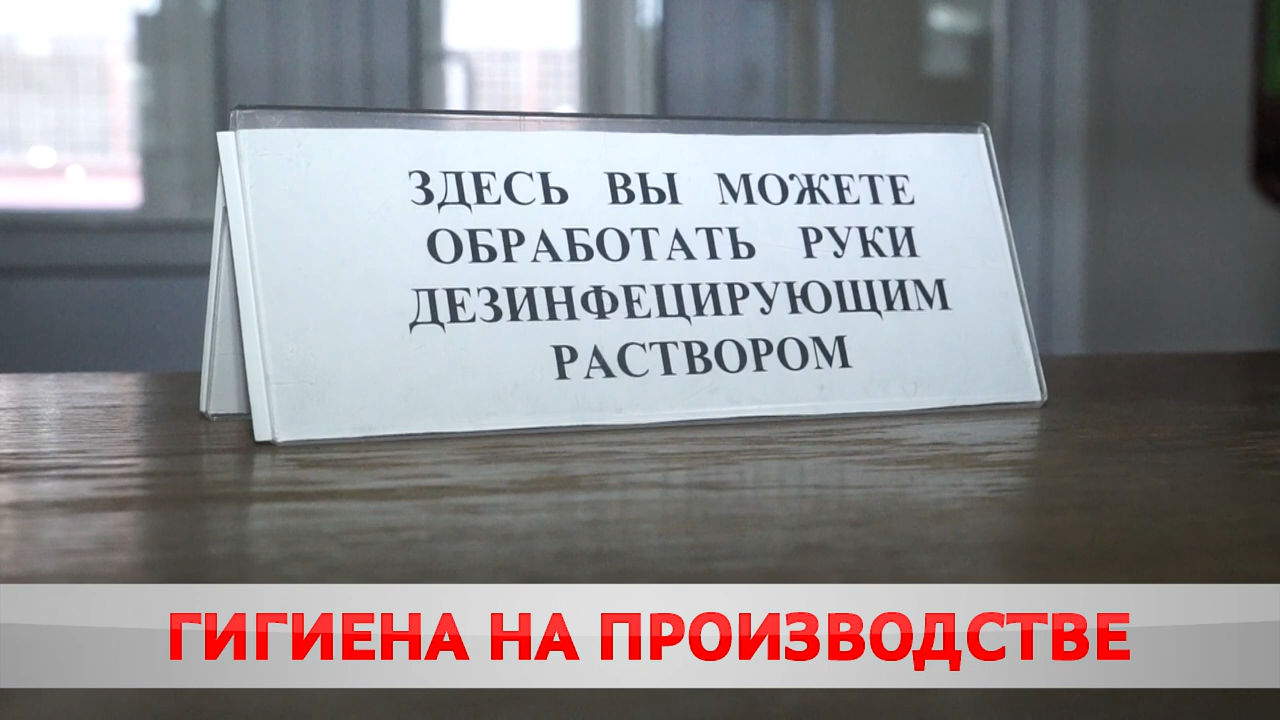 ЗДЕСЬ ВЫ МОЖЕТЕ
ОБРАБОТАТЬ РУКИ
ДЕЗИНФЕЦИРУЮЩИМ
РАСТВОРОМ
ГИГИЕНА НА ПРОИЗВОДСТВЕ